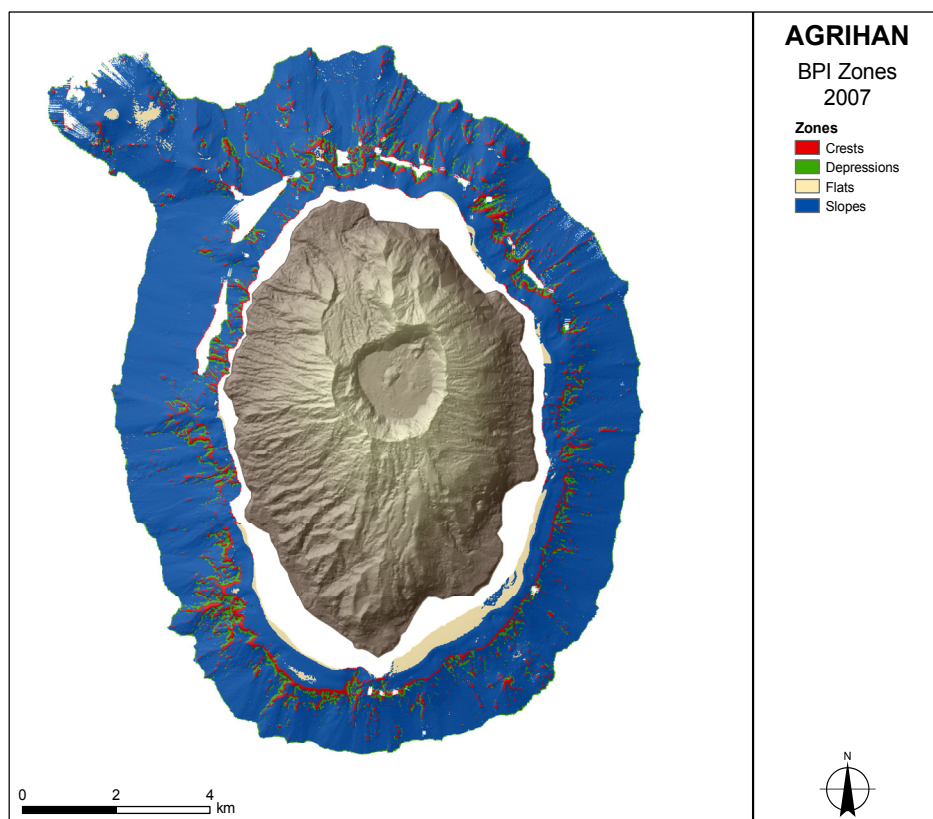 AGRIHAN
BPI Zones
2007
Zones
Crests
Depressions
Flats
Slopes
N
0 2 4
km